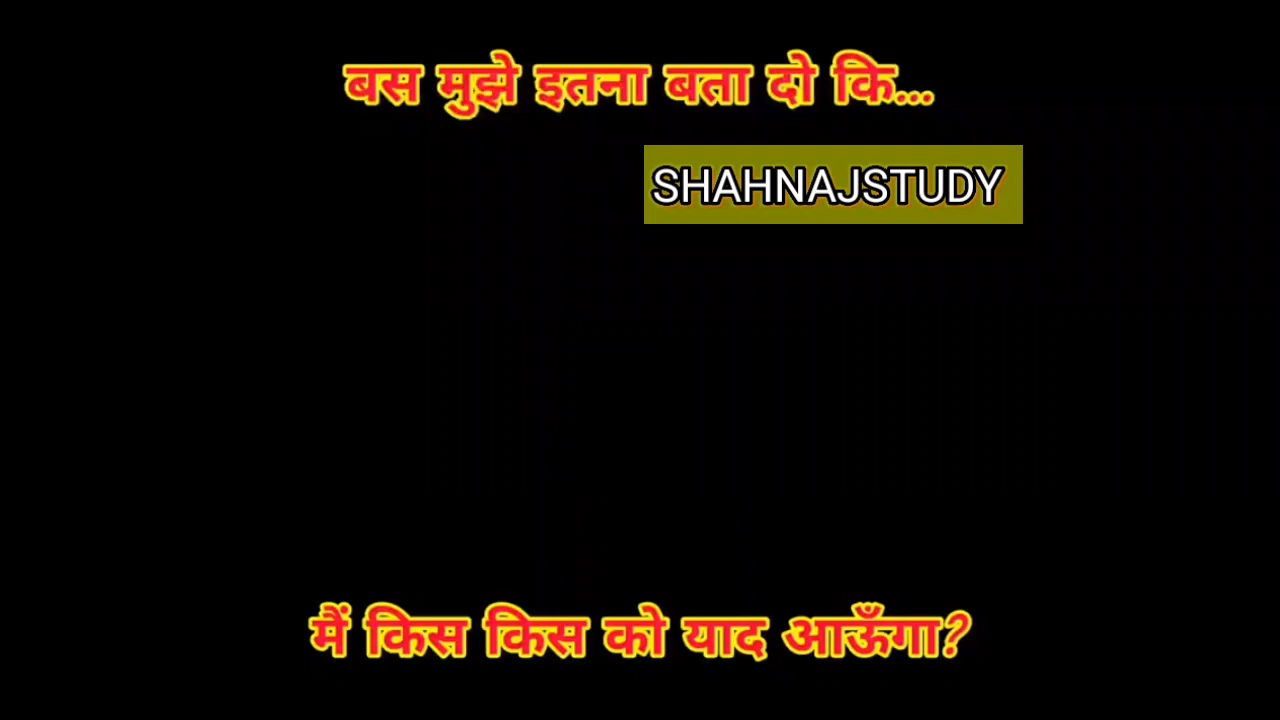 बस मुझे इतना बता दो कि...
SHAHNAJSTUDY
मैं किस किस को याद आऊँगा?